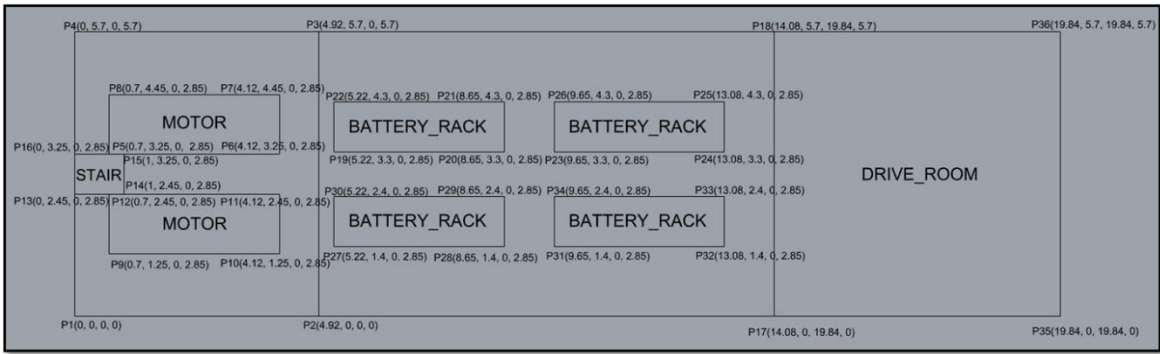 P4(0, 5.7, 0, 5.7) P3(4.92, 5.7, 0, 5.7) P18(14.08, 5.7, 19.84, 5.7) P36(19.84, 5.7, 19.84, 5.7)
P8(0.7, 4.45, 0, 2.85) P7(4.12, 4.45, 0, 2.85) P22(5.22, 4.3, 0, 2.85) P21(8.65, 4.3, 0, 2.85) P26(9.65, 4.3, 0, 2.85) P25(13.08, 4.3, 0, 2.85)
MOTOR BATTERY_RACK BATTERY_RACK
P16(0, 3.25, 0, 2.85) P5(0.7, 3.25, 0, 2.85) P6(4.12, 3.25, 0, 2.85)
P15(1, 3.25, 0, 2.85) P19(5.22, 3.3, 0, 2.85) P20(8.65, 3.3, 0, 2.85) P23(9.65, 3.3, 0, 2.85) P24(13.08, 3.3, 0, 2.85)
STAIR DRIVE_ROOM
P14(1, 2.45, 0, 2.85) P30(5.22, 2.4, 0, 2.85) P29(8.65, 2.4, 0, 2.85) P34(9.65, 2.4, 0, 2.85) P33(13.08, 2.4, 0, 2.85)
P13(0, 2.45, 0, 2.85) P12(0.7, 2.45, 0, 2.85) P11(4.12, 2.45, 0, 2.85)
MOTOR BATTERY_RACK BATTERY_RACK
P9(0.7, 1.25, 0, 2.85) P10(4.12, 1.25, 0, 2.85) P27(5.22, 1.4, 0, 2.85) P28(8.65, 1.4, 0, 2.85) P31(9.65, 1.4, 0, 2.85) P32(13.08, 1.4, 0, 2.85)
P1(0, 0, 0, 0) P2(4.92, 0, 0, 0) P17(14.08, 0, 19.84, 0) P35(19.84, 0, 19.84, 0)